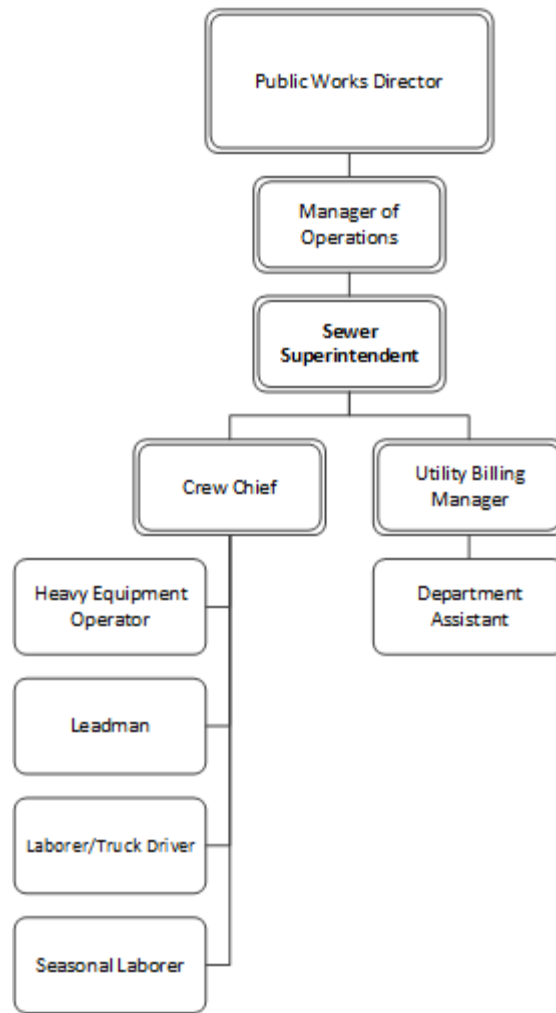 Public Works Director
Manager of
Operations
Sewer
Superintendent
Crew Chief
Utility Billing
Manager
Heavy Equipment
Operator
Department
Assistant
Leadman
Laborer/Truck Driver
Seasonal Laborer